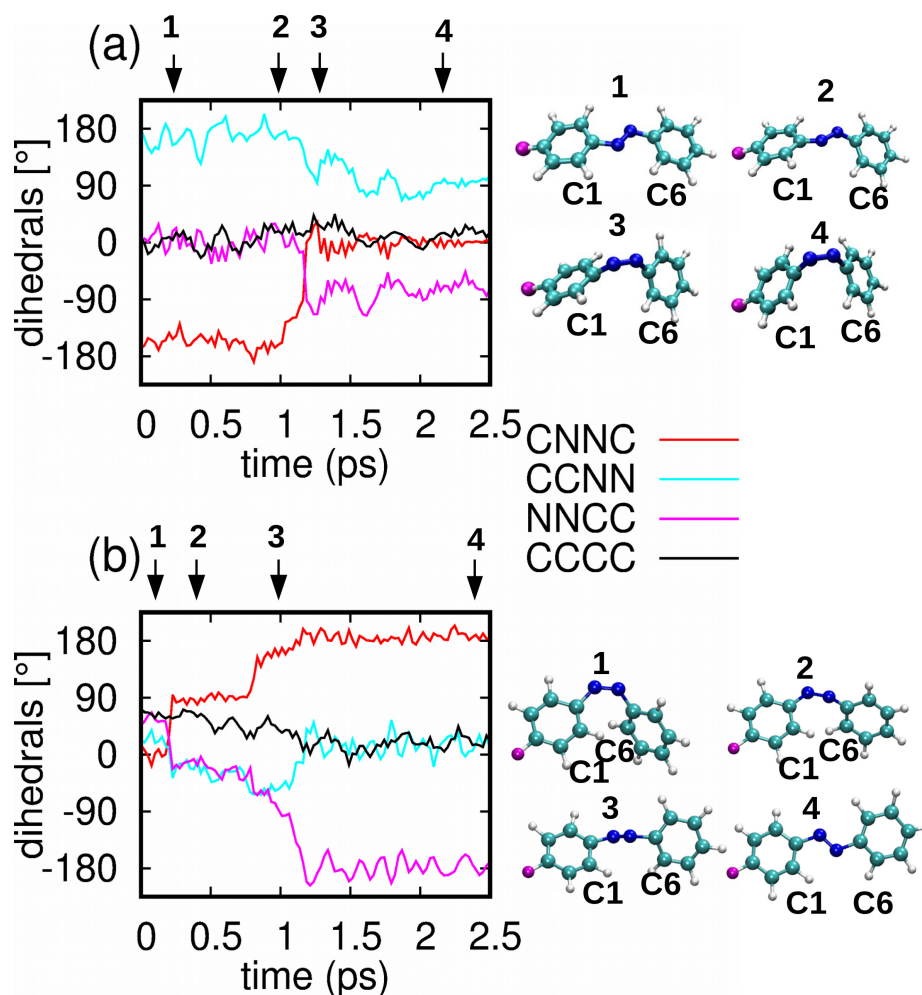 (a) 1 2 3 4
180
90
0
-90
-180
dihedrals [°]
0 0.5 1 1.5 2 2.5
time (ps)
1 2
C1 C6 C1 C6
3 4
C1 C6 C1 C6
CNNC
CCNN
NNCC
CCCC
(b) 1 2 3 4
180
90
0
-90
-180
dihedrals [°]
0 0.5 1 1.5 2 2.5
time (ps)
1 2
C1 C6 C1 C6
3 4
C1 C6 C1 C6